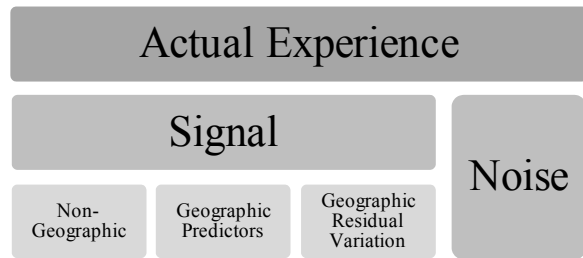 Actual Experience
Signal
Noise
Non-
Geographic
Geographic
Predictors
Geographic
Residual
Variation